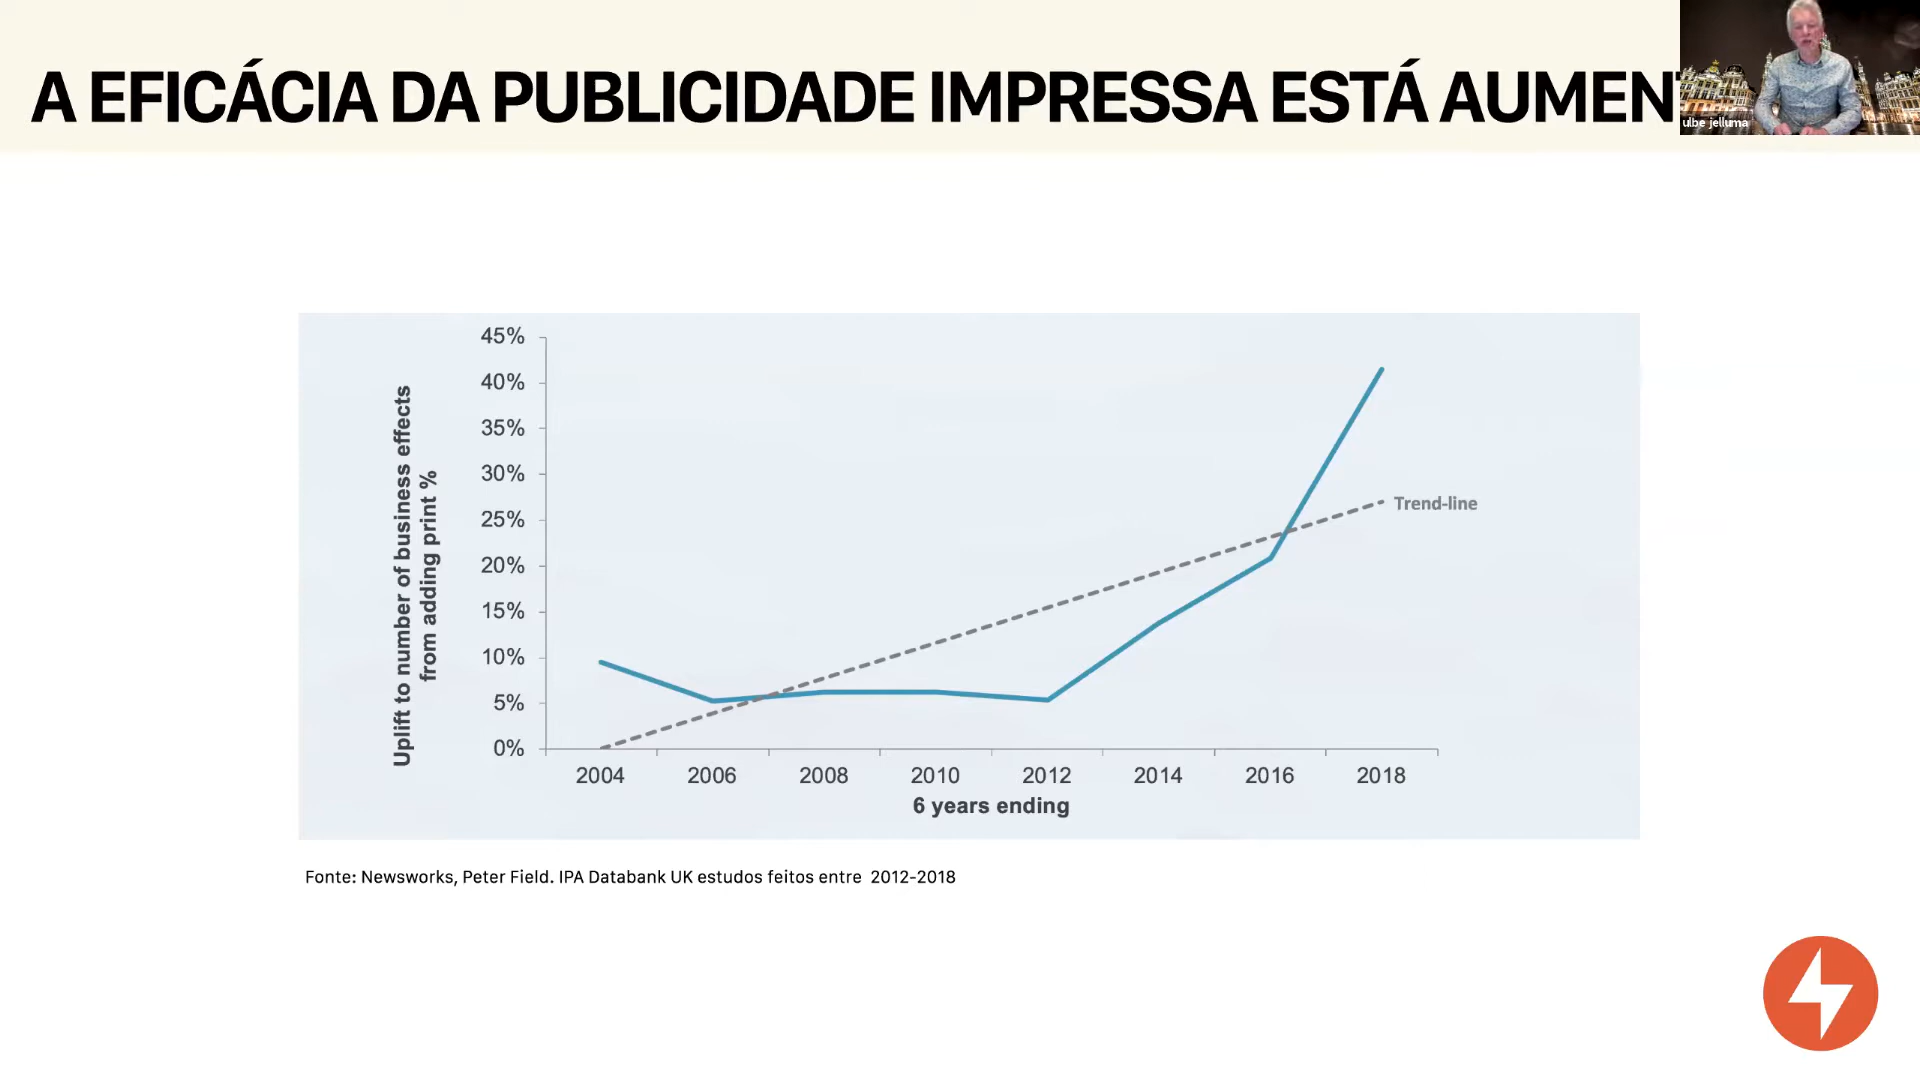 A EFICÁCIA DA PUBLICIDADE IMPRESSA ESTÁ AUMEN
ulbe jelluma
45%
40%
35%
30%
25%
20%
15%
10%
5%
0%
Uplift to number of business effects
from adding print %
Trend-line
2004 2006 2008 2010 2012 2014 2016 2018
6 years ending
Fonte: Newsworks, Peter Field. IPA Databank UK estudos feitos entre 2012-2018